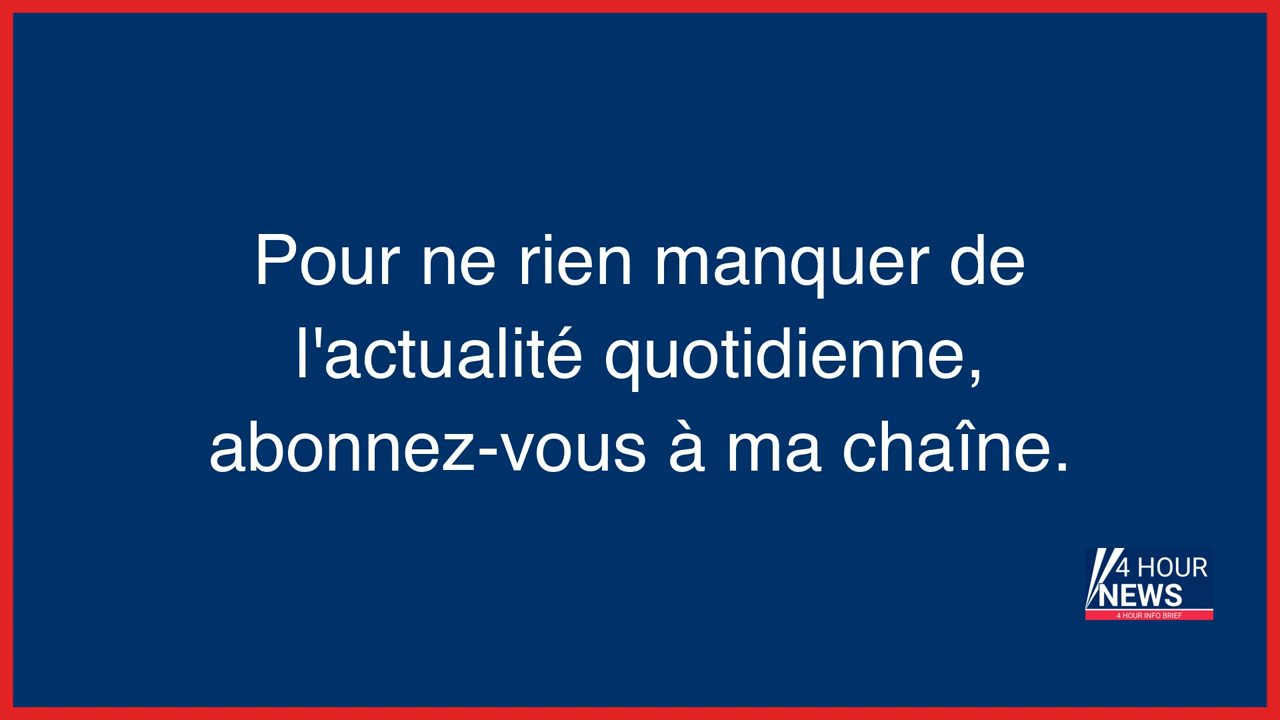 Pour ne rien manquer de
l'actualité quotidienne,
abonnez-vous à ma chaîne.
4 HOUR
NEWS
4 HOUR INFO BRIEF